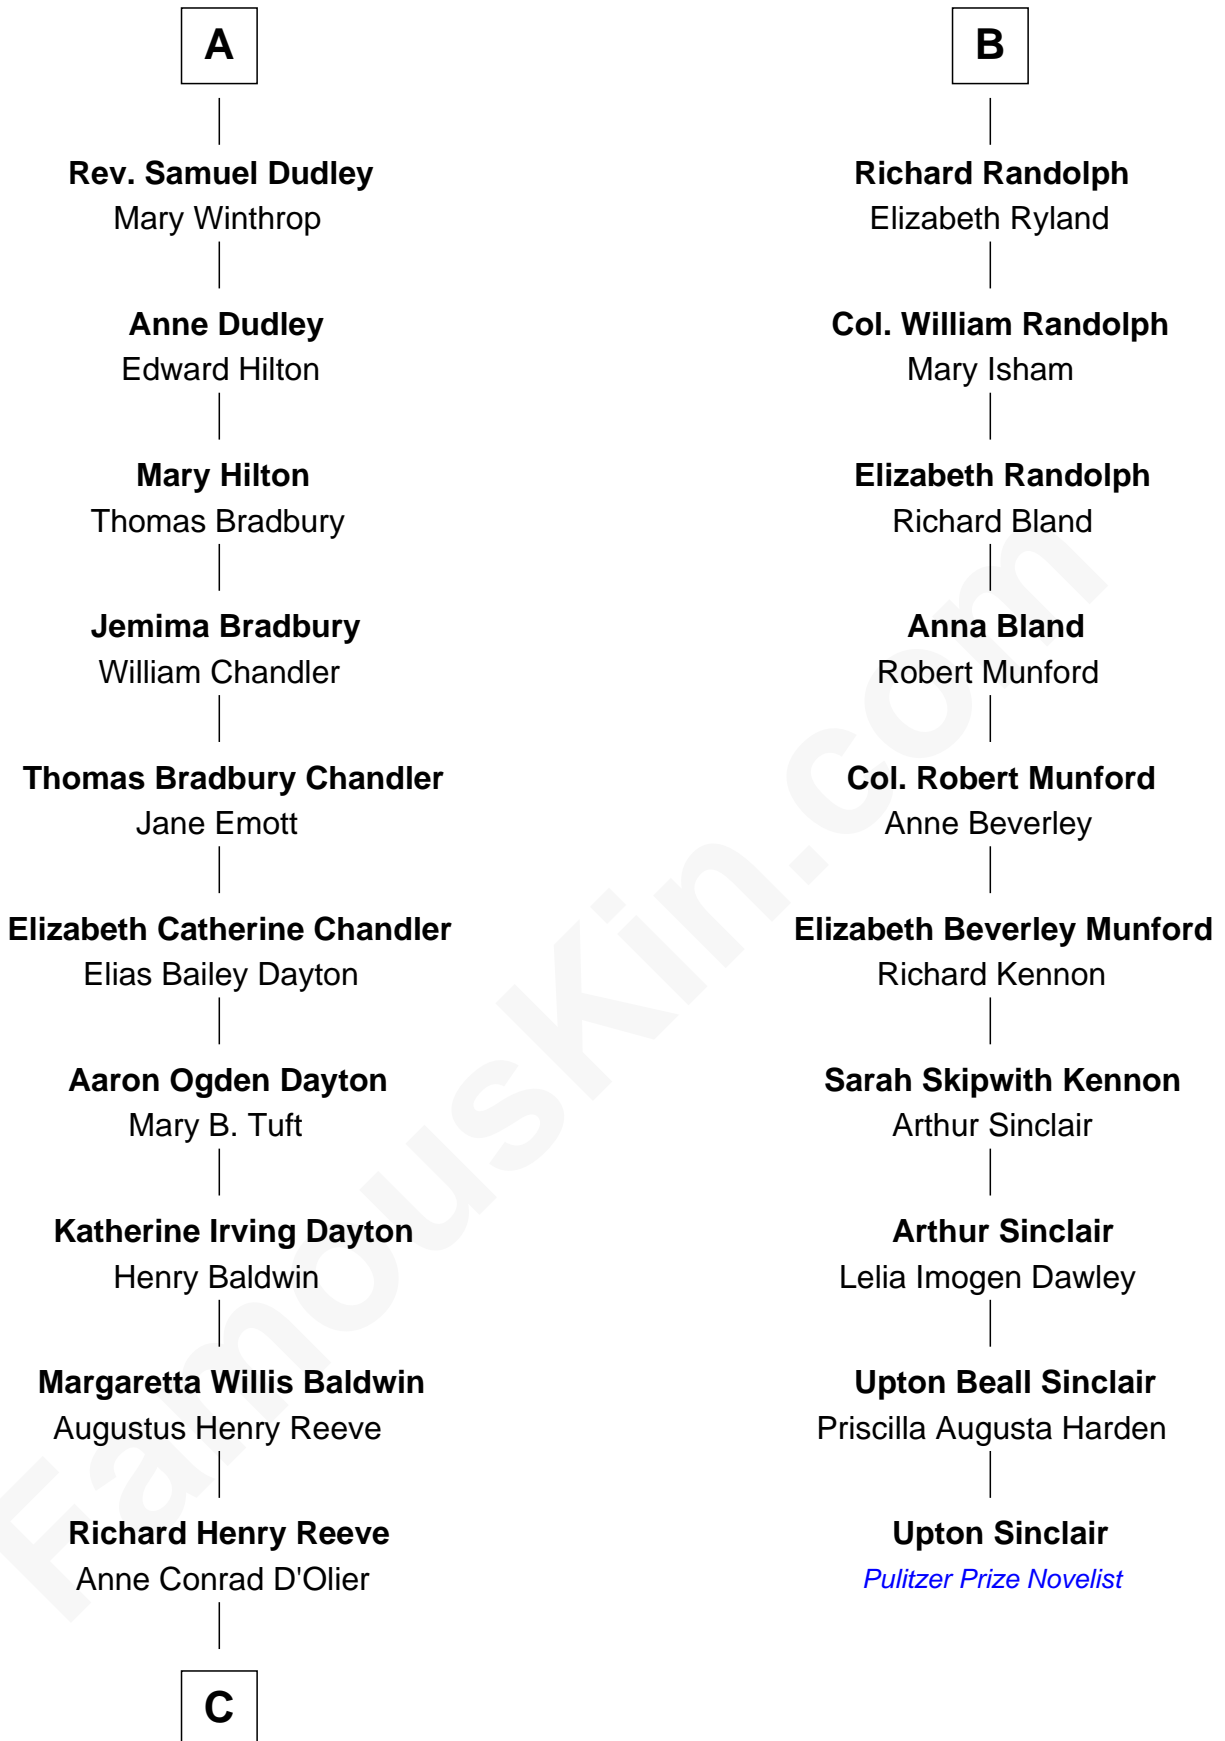 A
Rev. Samuel Dudley
Mary Winthrop
Anne Dudley
Edward Hilton
Mary Hilton
Thomas Bradbury
Jemima Bradbury
William Chandler
Thomas Bradbury Chandler
Jane Emott
Elizabeth Catherine Chandler
Elias Bailey Dayton
Aaron Ogden Dayton
Mary B. Tuft
Katherine Irving Dayton
Henry Baldwin
Margaretta Willis Baldwin
Augustus Henry Reeve
Richard Henry Reeve
Anne Conrad D'Olier
C
B
Richard Randolph
Elizabeth Ryland
Col. William Randolph
Mary Isham
Elizabeth Randolph
Richard Bland
Anna Bland
Robert Munford
Col. Robert Munford
Anne Beverley
Elizabeth Beverley Munford
Richard Kennon
Sarah Skipwith Kennon
Arthur Sinclair
Arthur Sinclair
Lelia Imogen Dawley
Upton Beall Sinclair
Priscilla Augusta Harden
Upton Sinclair
Pulitzer Prize Novelist
FamousKin.com